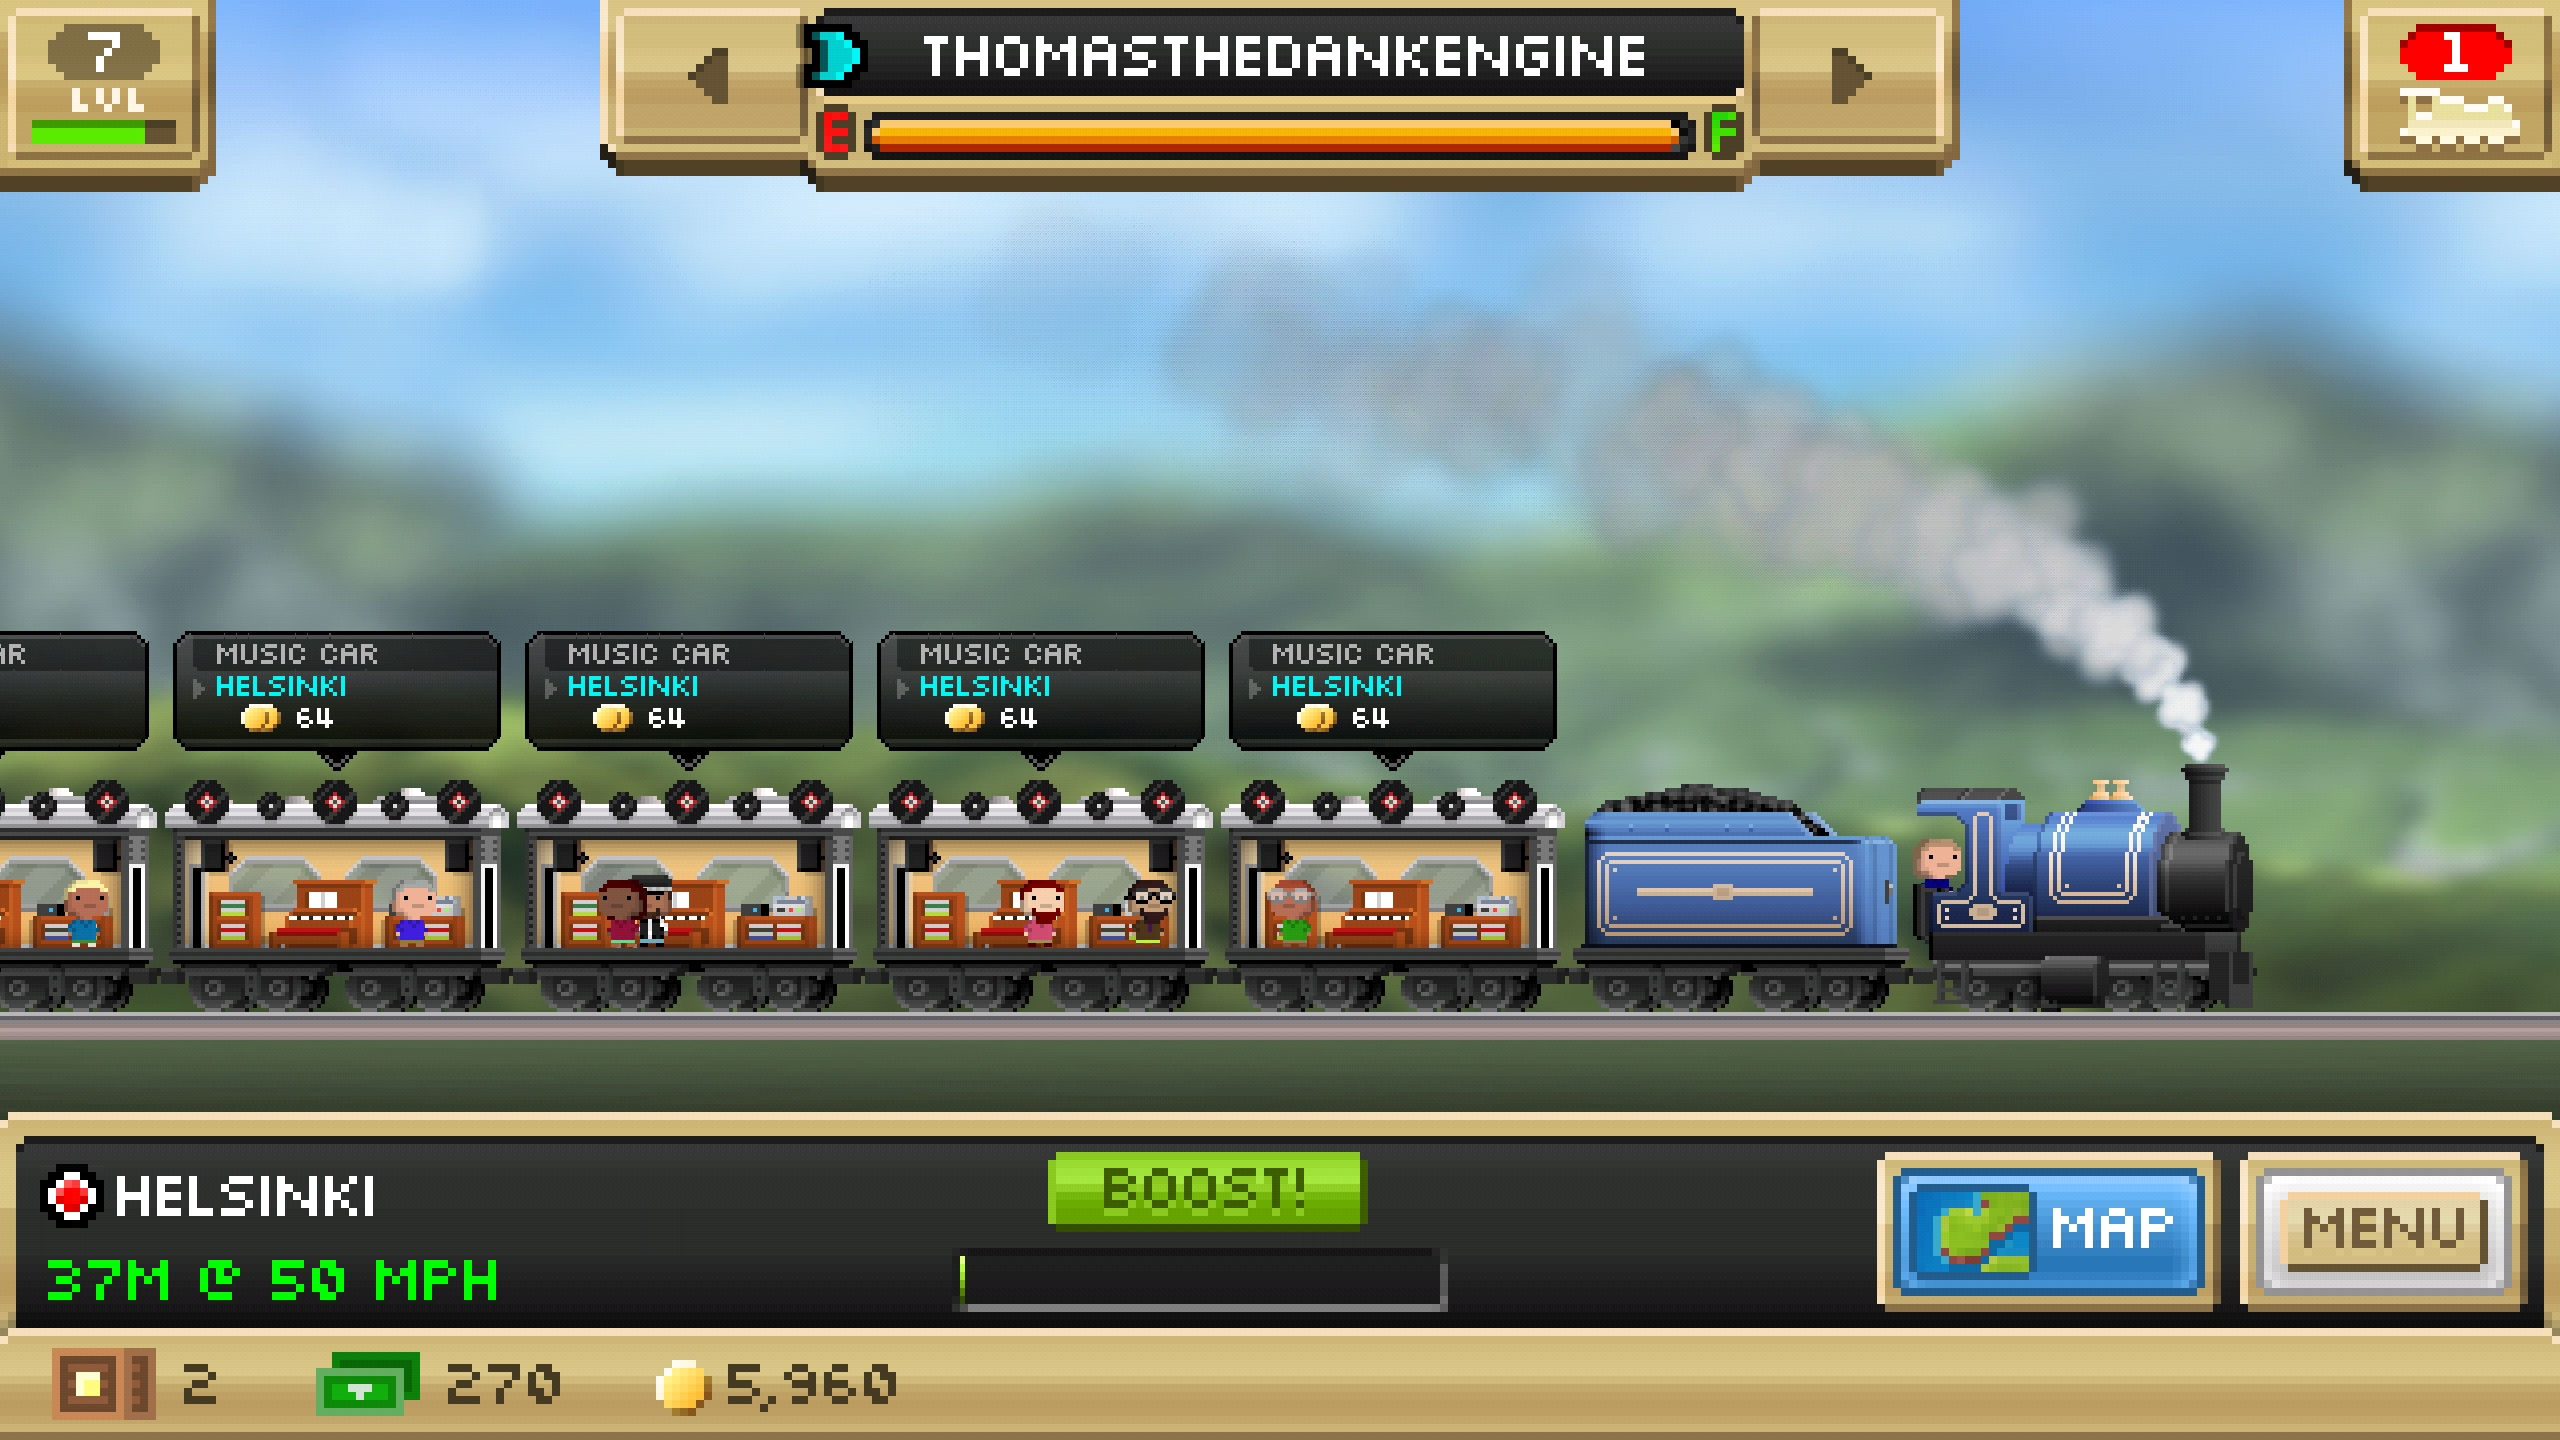 7
LVL
THOMASTHEDANKENGINE
E
F
1
AR
MUSIC CAR
HELSINKI
64
MUSIC CAR
HELSINKI
64
MUSIC CAR
HELSINKI
64
MUSIC CAR
HELSINKI
64
HELSINKI
37M @ 50 MPH
BOOST!
MAP
MENU
2
270
5,960